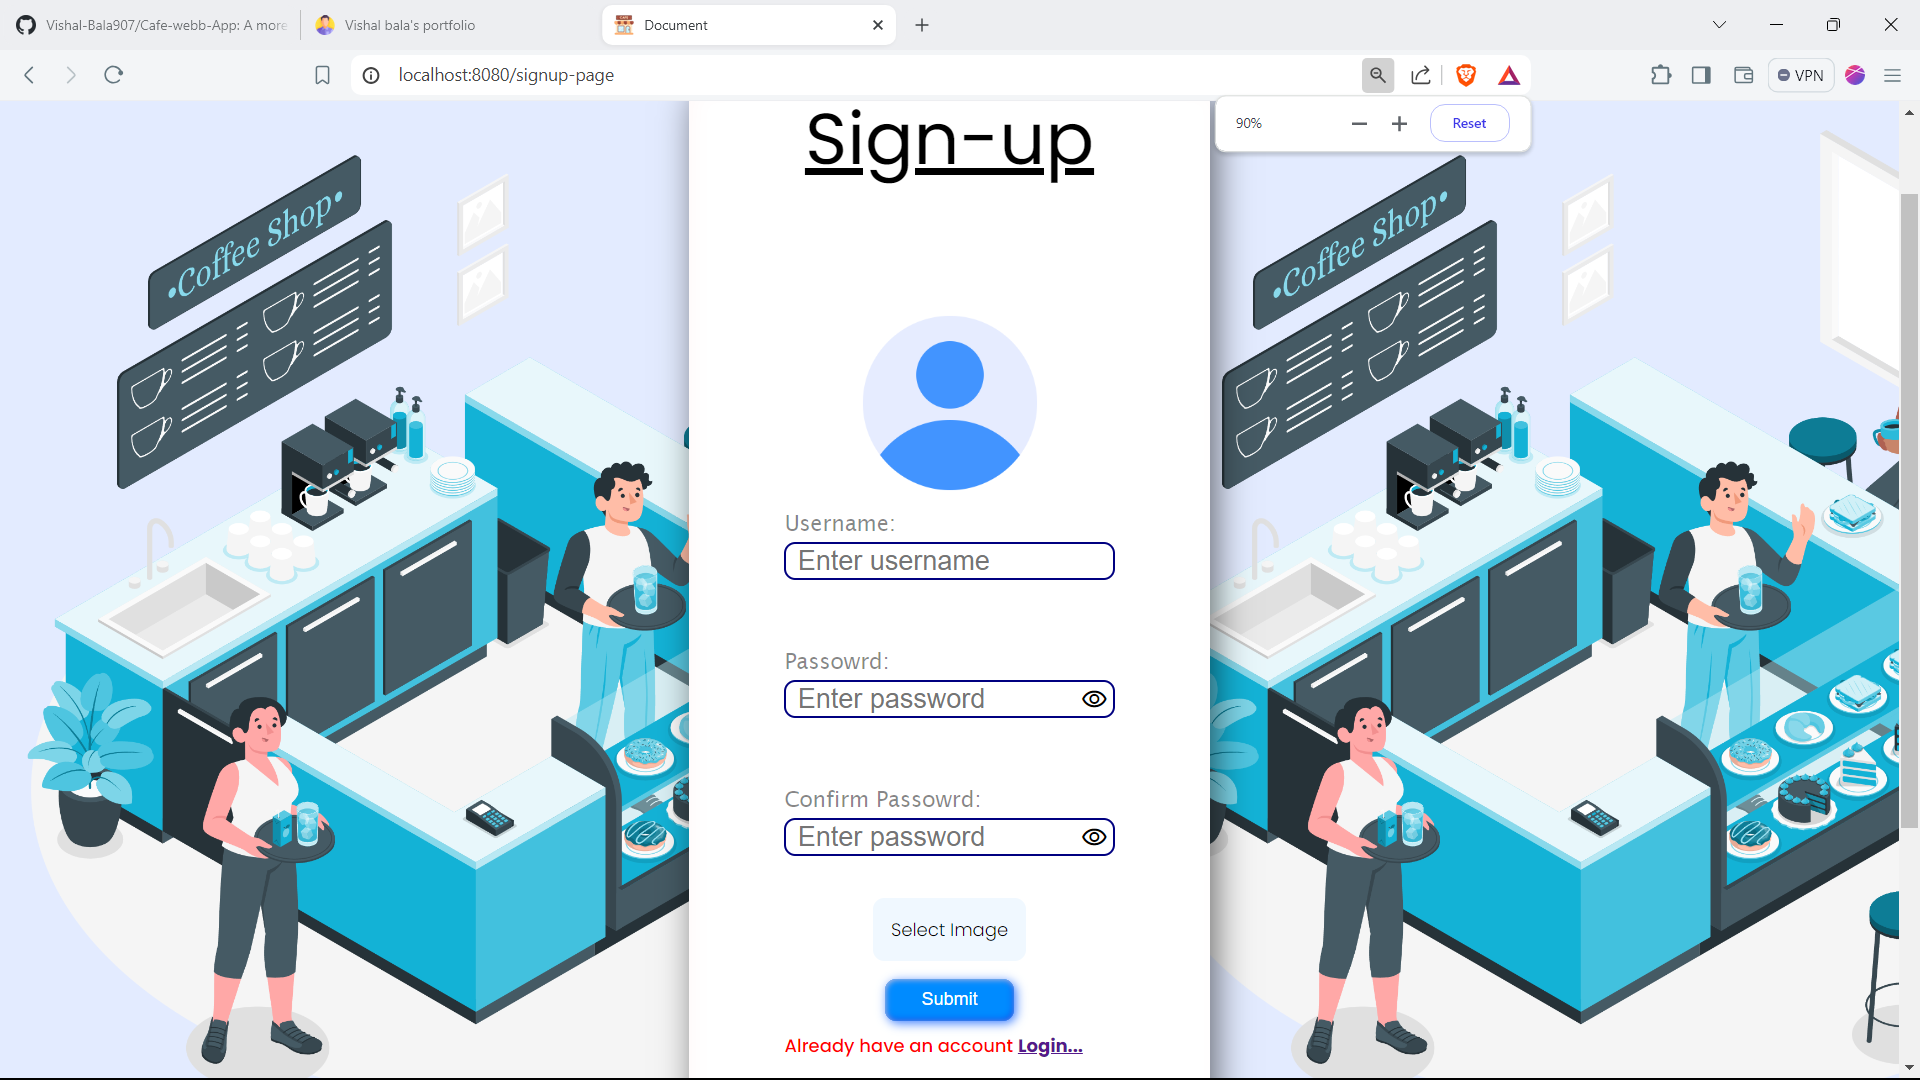 Vishal-Bala907/Cafe-webb-App: A more
Vishal bala's portfolio
Document
localhost:8080/signup-page
VPN
90%
Reset
Sign-up
•Coffee Shop•
•Coffee Shop•
Username:
Enter username
Passowrd:
Enter password
Confirm Passowrd:
Enter password
Select Image
Submit
Already have an account Login...